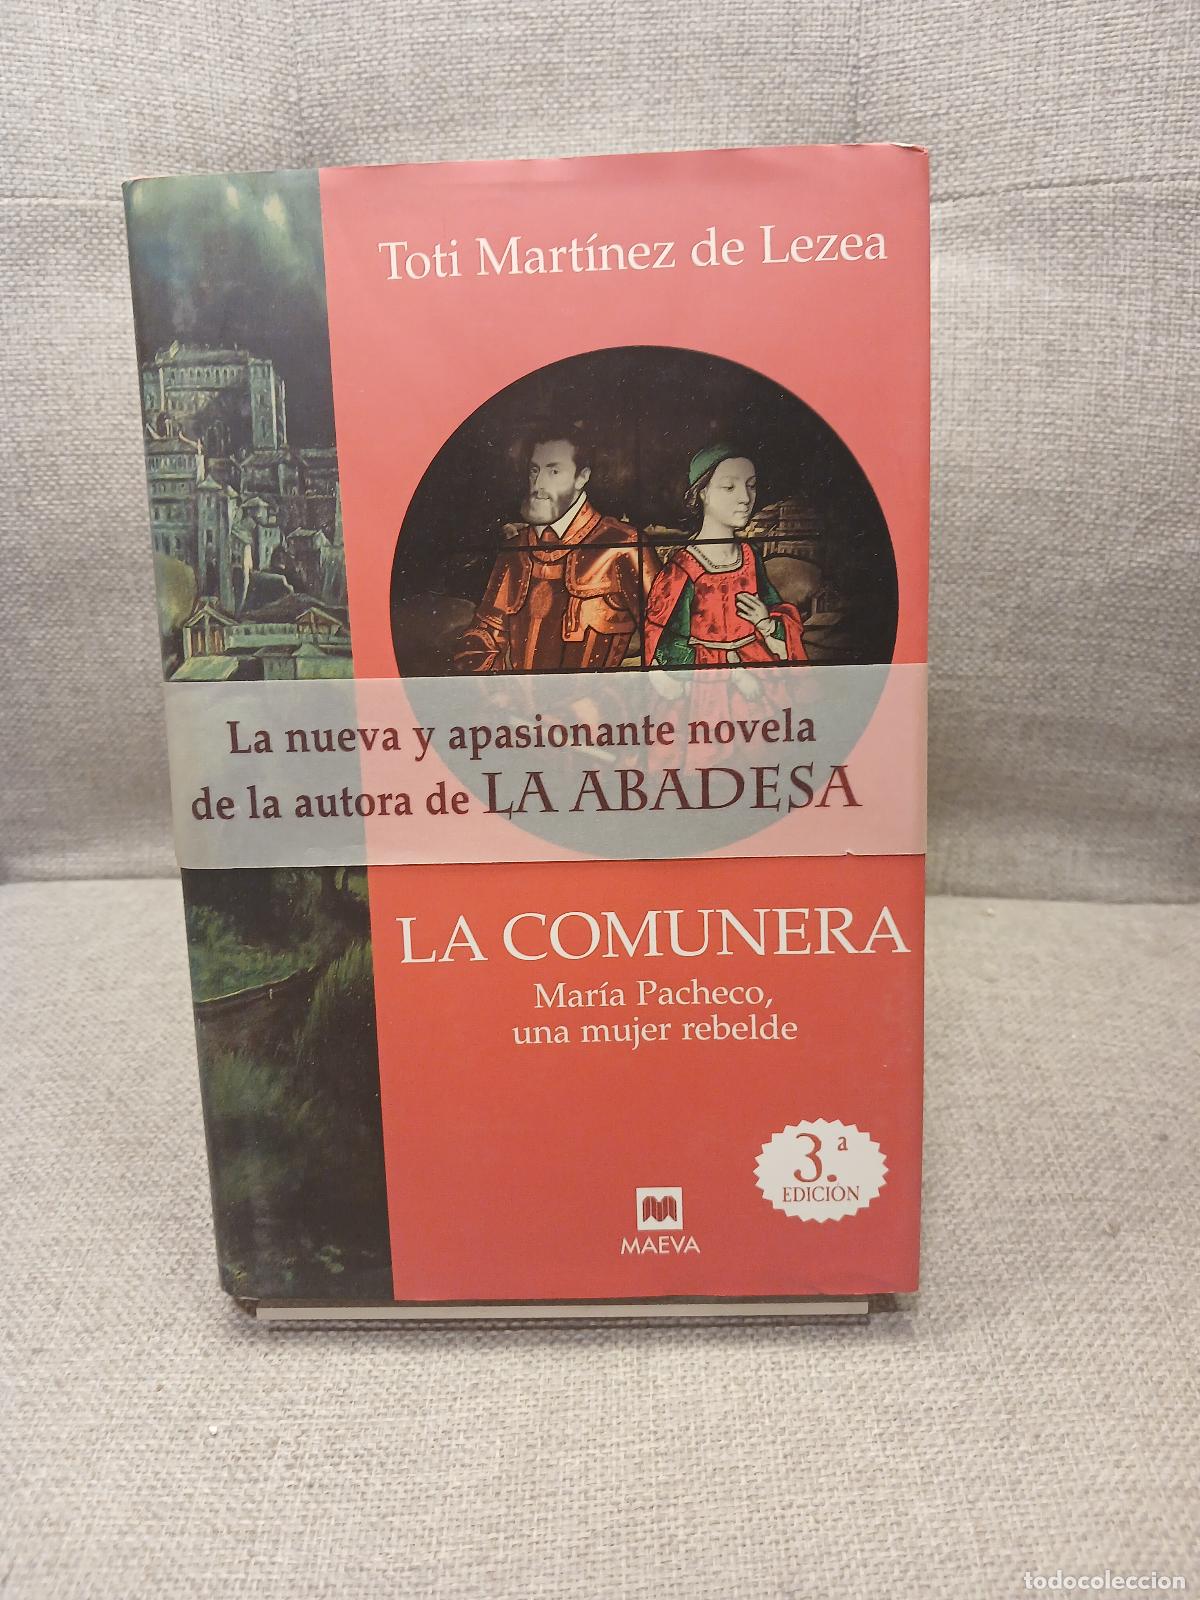 Toti Martínez de Lezea
La nueva y apasionante novela
de la autora de LA ABADESA
LA COMUNERA
María Pacheco,
una mujer rebelde
3.ª
EDICIÓN
MAEVA
todocoleccion